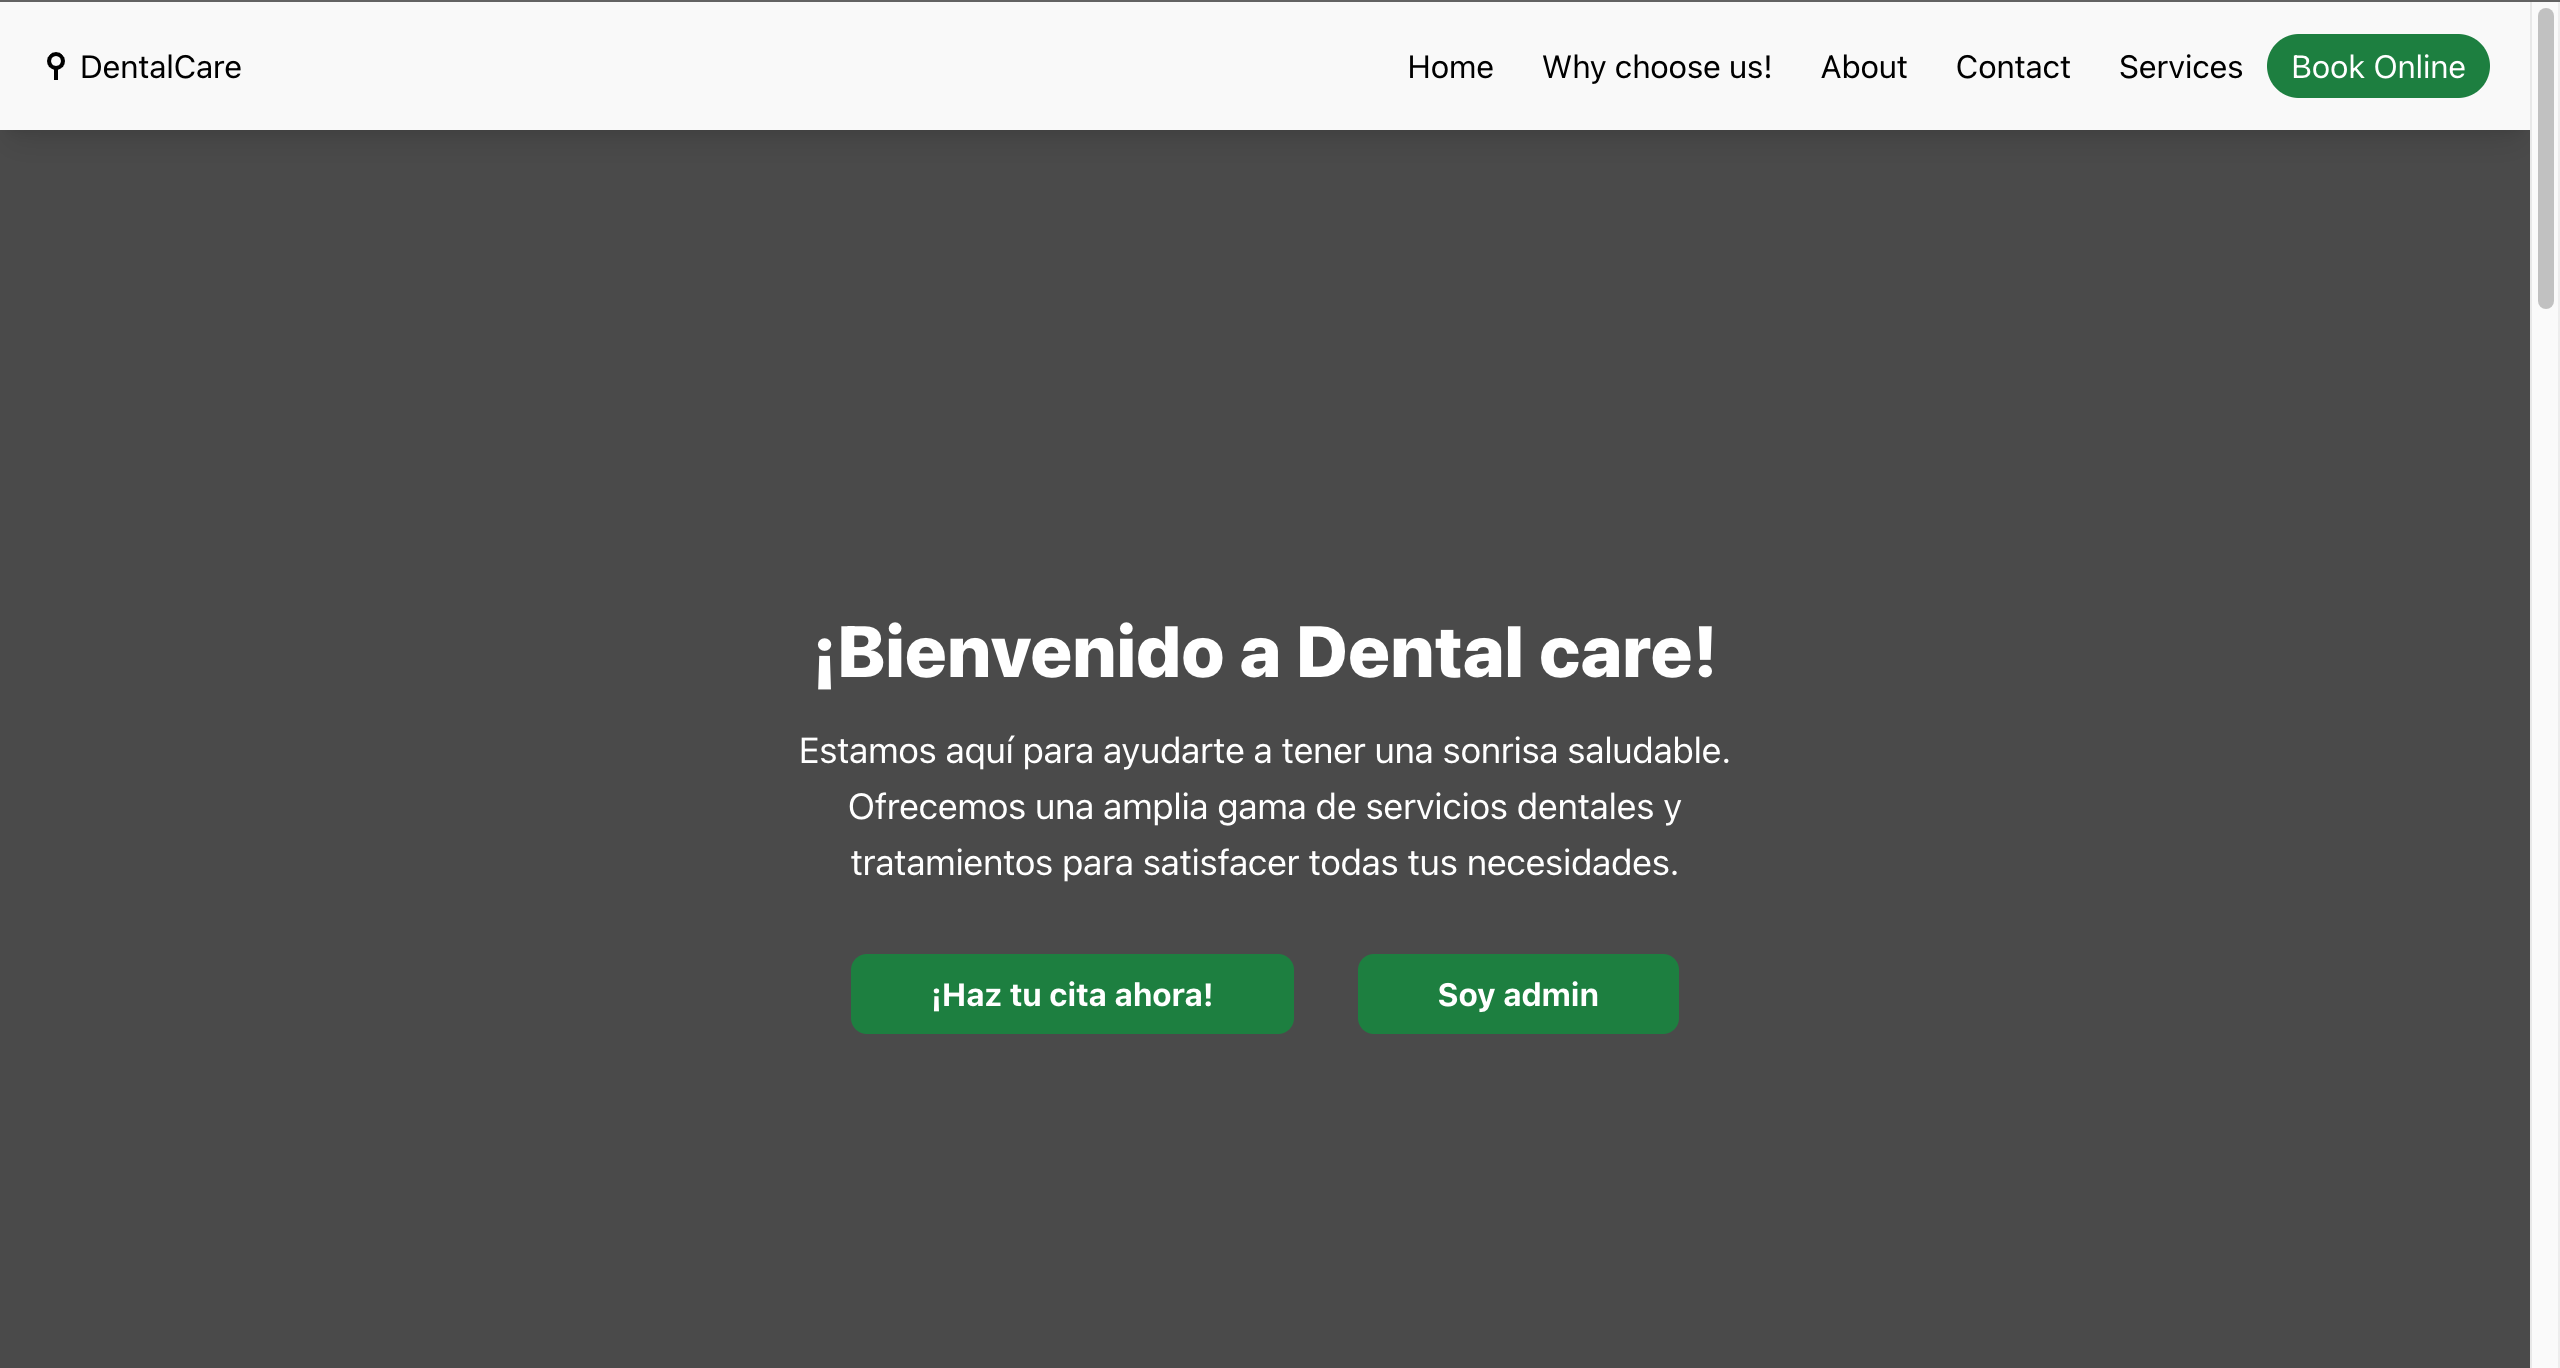 DentalCare
Home
Why choose us!
About
Contact
Services
Book Online
¡Bienvenido a Dental care!
Estamos aquí para ayudarte a tener una sonrisa saludable.
Ofrecemos una amplia gama de servicios dentales y
tratamientos para satisfacer todas tus necesidades.
¡Haz tu cita ahora!
Soy admin